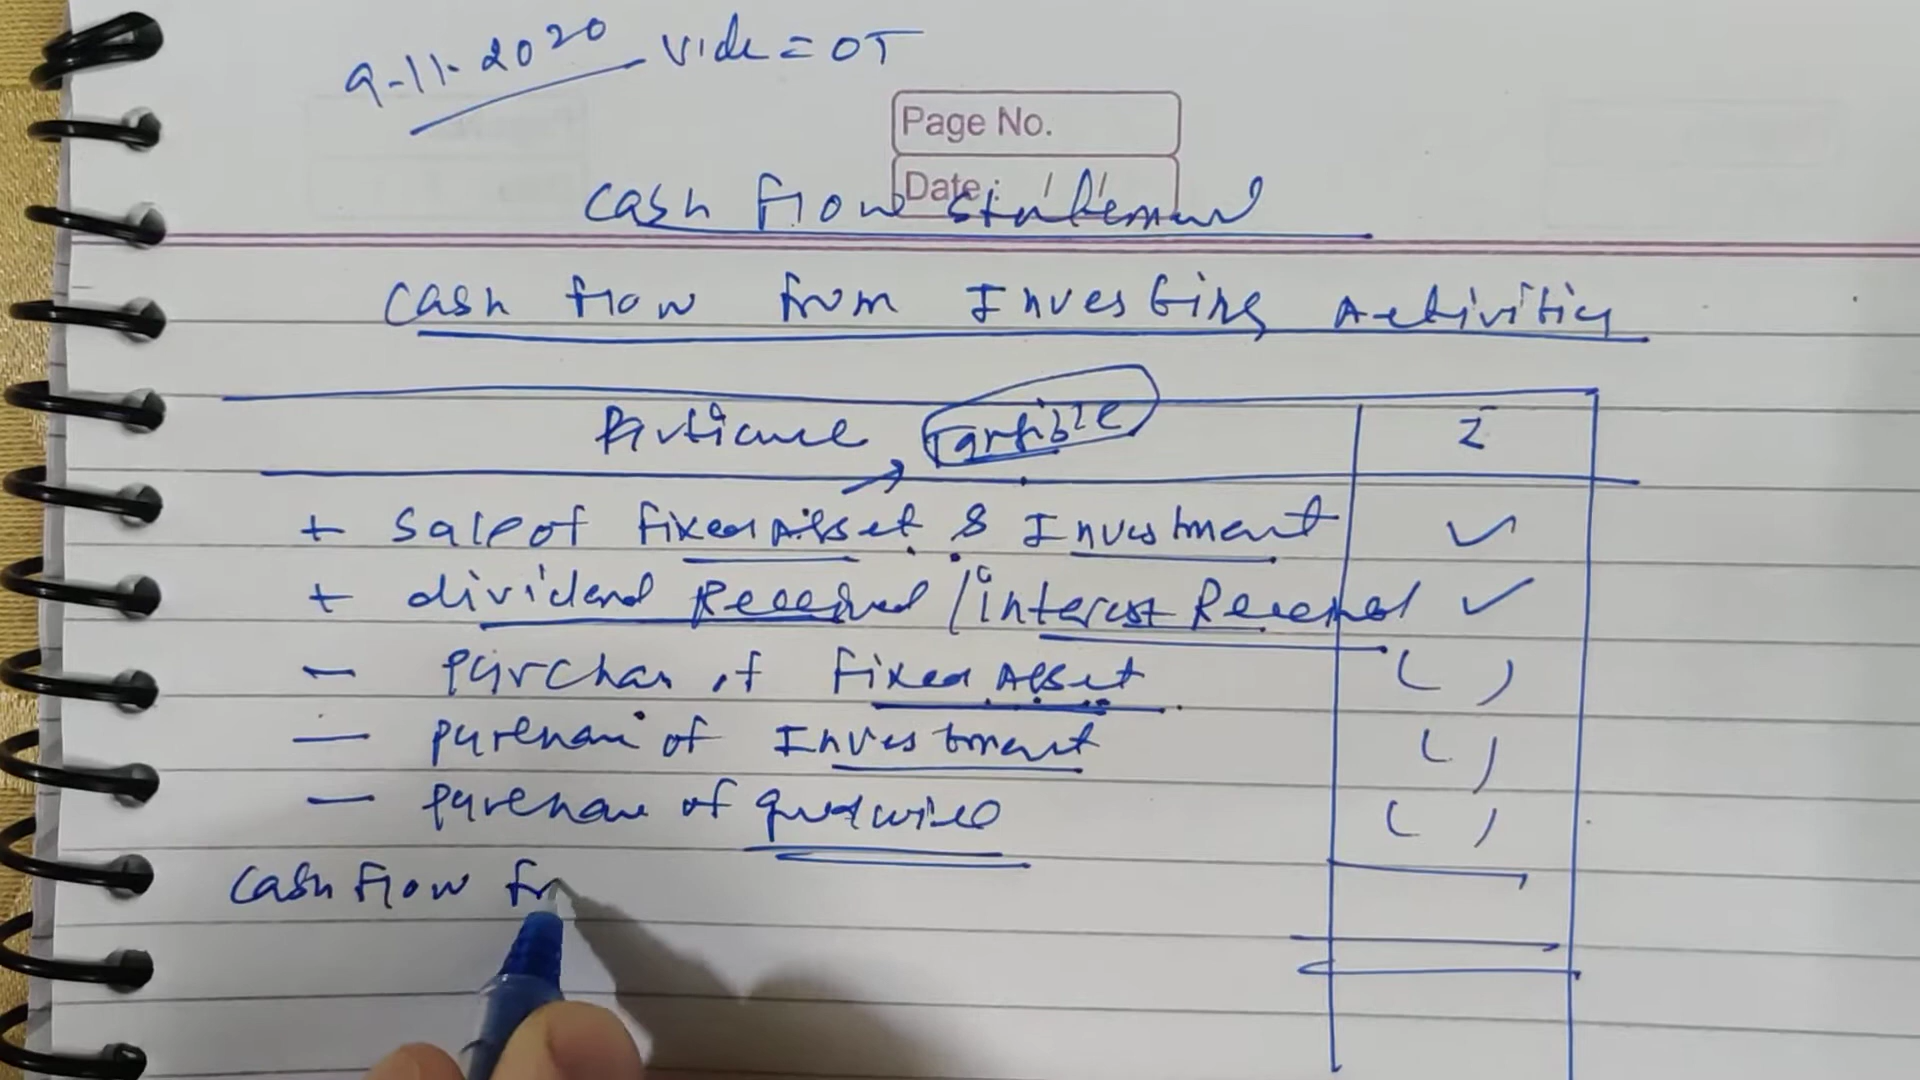 9-11-2020 vide = 07
Page No.
Date : / /
cash flow statement
cash flow from Investing Activities
Particular Tangible ₹
+ Sale of fixed Asset & Investment ✓
+ dividend Received / interest Received ✓
- purchase of fixed Asset ( )
- purchase of Investment ( )
- purchase of goodwill ( )
cash flow fr